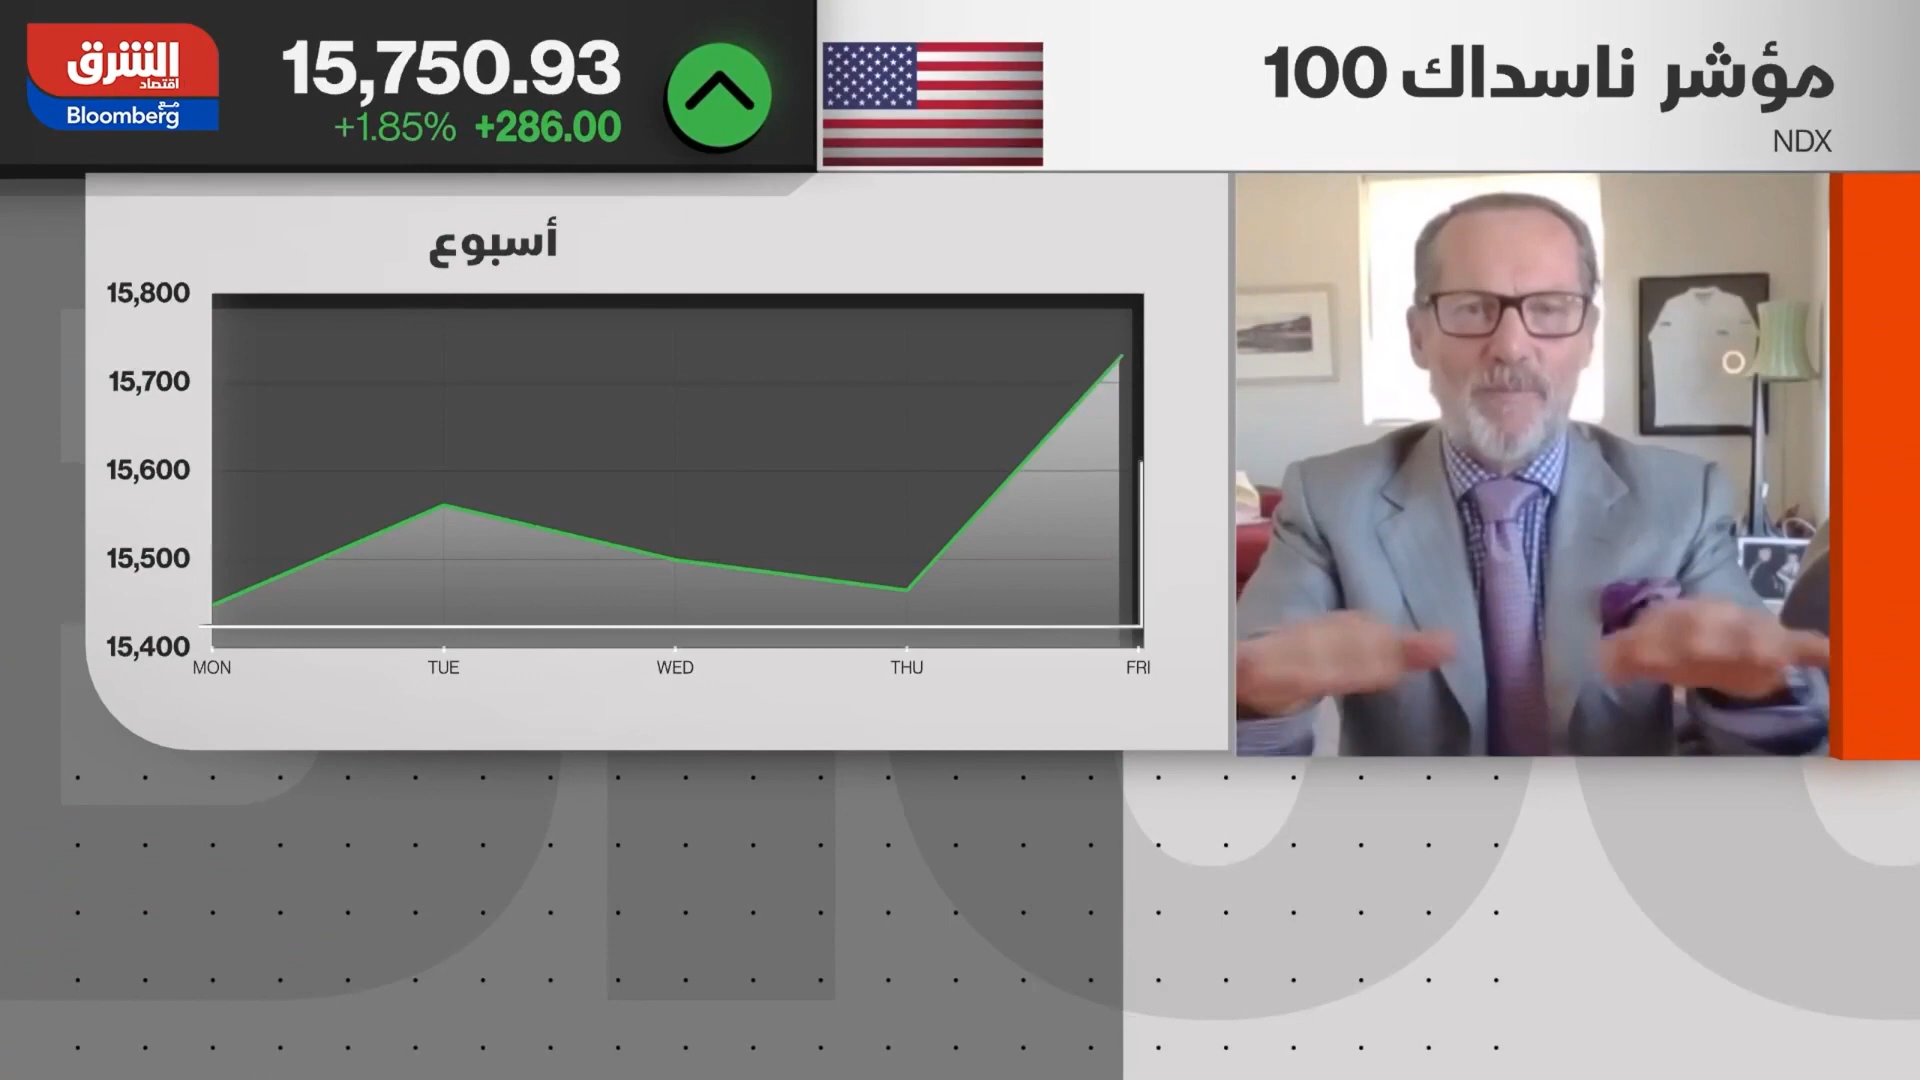 الشرق
اقتصاد
مع
Bloomberg
15,750.93
+1.85% +286.00
مؤشر ناسداك 100
NDX
أسبوع
15,800
15,700
15,600
15,500
15,400
MON TUE WED THU FRI